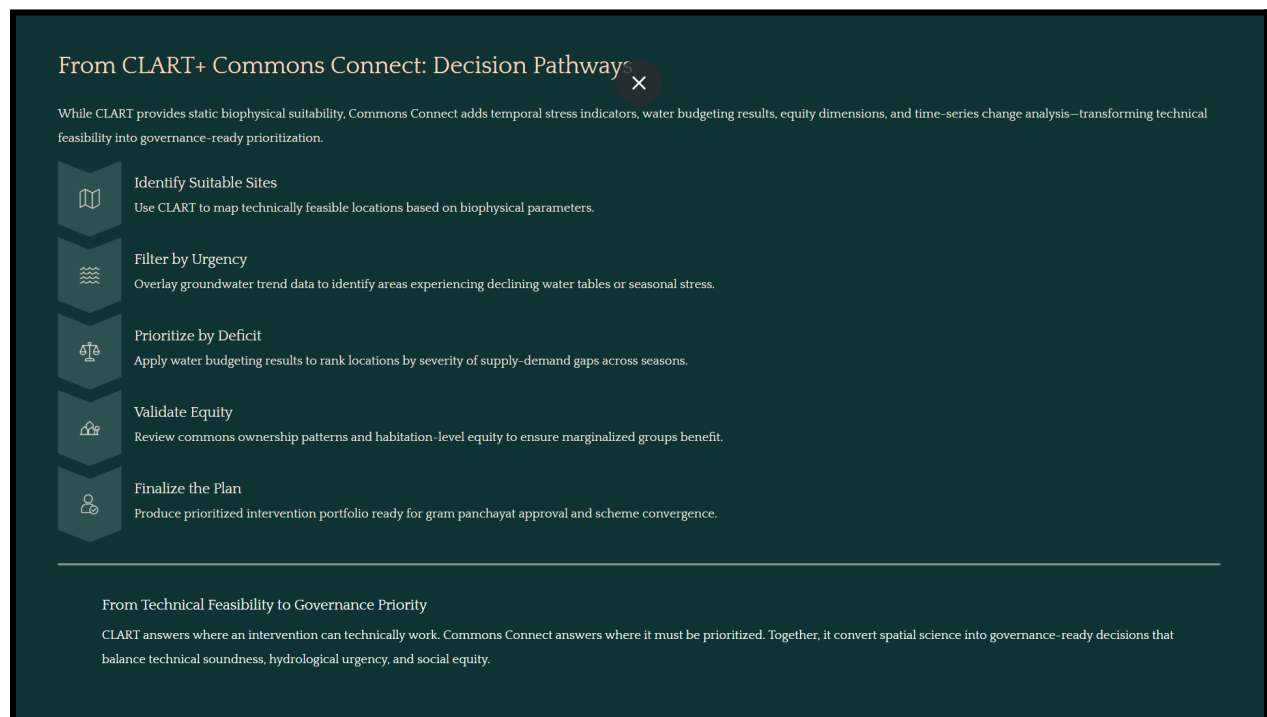 From CLART+ Commons Connect: Decision Pathways
While CLART provides static biophysical suitability, Commons Connect adds temporal stress indicators, water budgeting results, equity dimensions, and time-series change analysis—transforming technical
feasibility into governance-ready prioritization.
Identify Suitable Sites
Use CLART to map technically feasible locations based on biophysical parameters.
Filter by Urgency
Overlay groundwater trend data to identify areas experiencing declining water tables or seasonal stress.
Prioritize by Deficit
Apply water budgeting results to rank locations by severity of supply-demand gaps across seasons.
Validate Equity
Review commons ownership patterns and habitation-level equity to ensure marginalized groups benefit.
Finalize the Plan
Produce prioritized intervention portfolio ready for gram panchayat approval and scheme convergence.
From Technical Feasibility to Governance Priority
CLART answers where an intervention can technically work. Commons Connect answers where it must be prioritized. Together, it convert spatial science into governance-ready decisions that
balance technical soundness, hydrological urgency, and social equity.